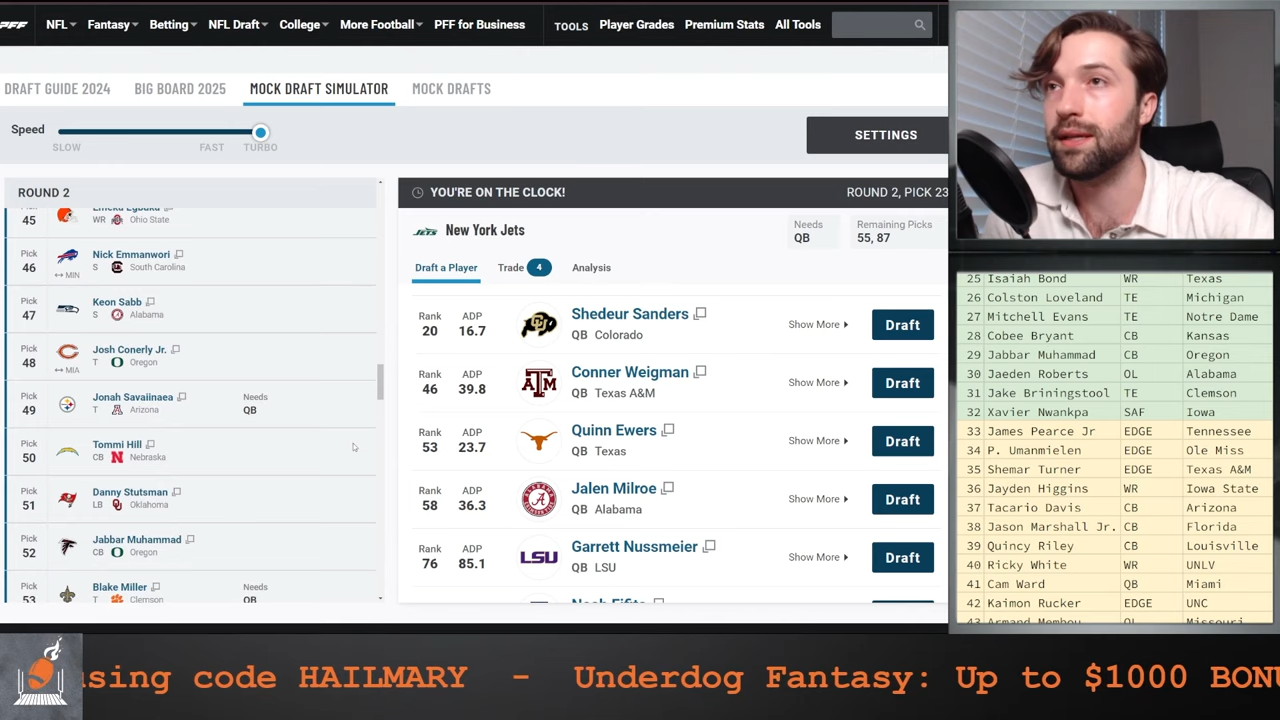 PFF
NFL
Fantasy
Betting
NFL Draft
College
More Football
PFF for Business
TOOLS
Player Grades
Premium Stats
All Tools
DRAFT GUIDE 2024
BIG BOARD 2025
MOCK DRAFT SIMULATOR
MOCK DRAFTS
Speed
SLOW
FAST
TURBO
SETTINGS
ROUND 2
Pick
45
WR Ohio State
Pick
46
Nick Emmanwori
S South Carolina
↔ MIN
Pick
47
Keon Sabb
S Alabama
Pick
48
Josh Conerly Jr.
T Oregon
↔ MIA
Pick
49
Jonah Savaiinaea
T Arizona
Needs
QB
Pick
50
Tommi Hill
CB Nebraska
Pick
51
Danny Stutsman
LB Oklahoma
Pick
52
Jabbar Muhammad
CB Oregon
Pick
53
Blake Miller
T Clemson
Needs
QB
YOU'RE ON THE CLOCK!
ROUND 2, PICK 23
JETS
New York Jets
Needs
QB
Remaining Picks
55, 87
Draft a Player
Trade 4
Analysis
Rank
20
ADP
16.7
Shedeur Sanders
QB Colorado
Show More
Draft
Rank
46
ADP
39.8
Conner Weigman
QB Texas A&M
Show More
Draft
Rank
53
ADP
23.7
Quinn Ewers
QB Texas
Show More
Draft
Rank
58
ADP
36.3
Jalen Milroe
QB Alabama
Show More
Draft
Rank
76
ADP
85.1
LSU
Garrett Nussmeier
QB LSU
Show More
Draft
25 Isaiah Bond WR Texas
26 Colston Loveland TE Michigan
27 Mitchell Evans TE Notre Dame
28 Cobee Bryant CB Kansas
29 Jabbar Muhammad CB Oregon
30 Jaeden Roberts OL Alabama
31 Jake Briningstool TE Clemson
32 Xavier Nwankpa SAF Iowa
33 James Pearce Jr EDGE Tennessee
34 P. Umanmielen EDGE Ole Miss
35 Shemar Turner EDGE Texas A&M
36 Jayden Higgins WR Iowa State
37 Tacario Davis CB Arizona
38 Jason Marshall Jr. CB Florida
39 Quincy Riley CB Louisville
40 Ricky White WR UNLV
41 Cam Ward QB Miami
42 Kaimon Rucker EDGE UNC
43 Armand Membou OL Missouri
using code HAILMARY - Underdog Fantasy: Up to $1000 BONU